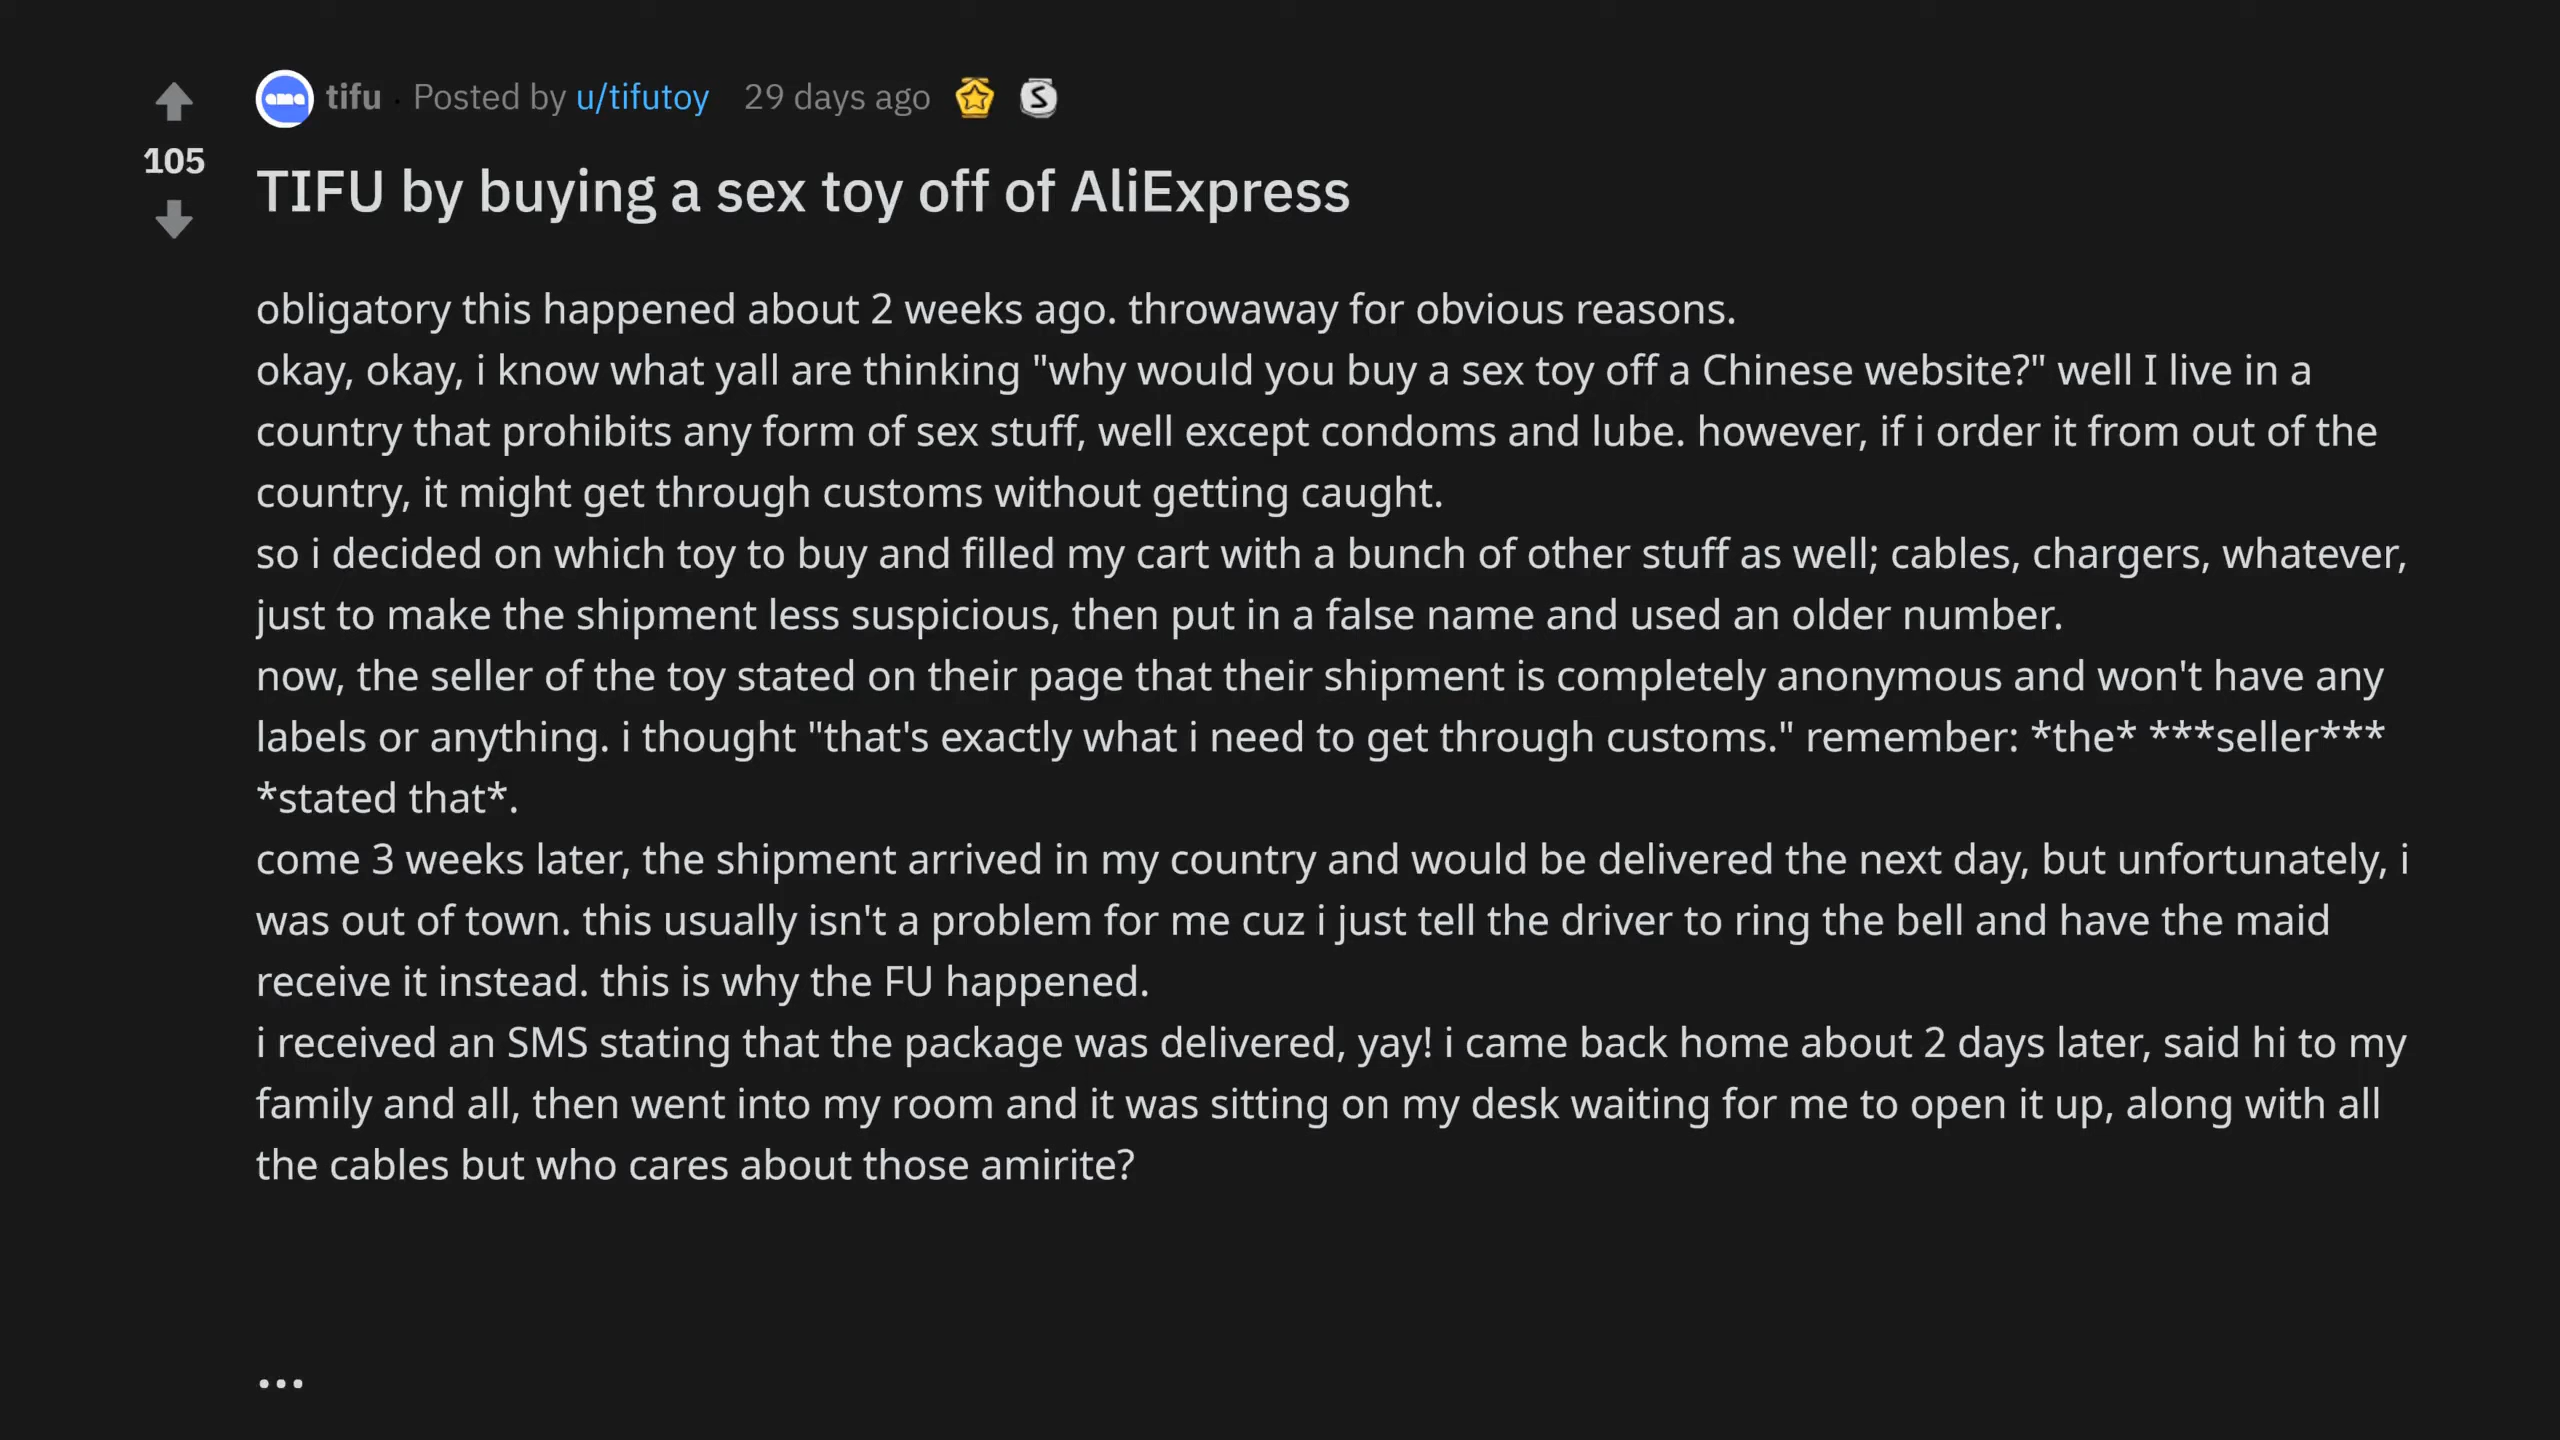 tifu · Posted by u/tifutoy 29 days ago
105
TIFU by buying a sex toy off of AliExpress
obligatory this happened about 2 weeks ago. throwaway for obvious reasons.
okay, okay, i know what yall are thinking "why would you buy a sex toy off a Chinese website?" well I live in a
country that prohibits any form of sex stuff, well except condoms and lube. however, if i order it from out of the
country, it might get through customs without getting caught.
so i decided on which toy to buy and filled my cart with a bunch of other stuff as well; cables, chargers, whatever,
just to make the shipment less suspicious, then put in a false name and used an older number.
now, the seller of the toy stated on their page that their shipment is completely anonymous and won't have any
labels or anything. i thought "that's exactly what i need to get through customs." remember: *the* ***seller***
*stated that*.
come 3 weeks later, the shipment arrived in my country and would be delivered the next day, but unfortunately, i
was out of town. this usually isn't a problem for me cuz i just tell the driver to ring the bell and have the maid
receive it instead. this is why the FU happened.
i received an SMS stating that the package was delivered, yay! i came back home about 2 days later, said hi to my
family and all, then went into my room and it was sitting on my desk waiting for me to open it up, along with all
the cables but who cares about those amirite?
...